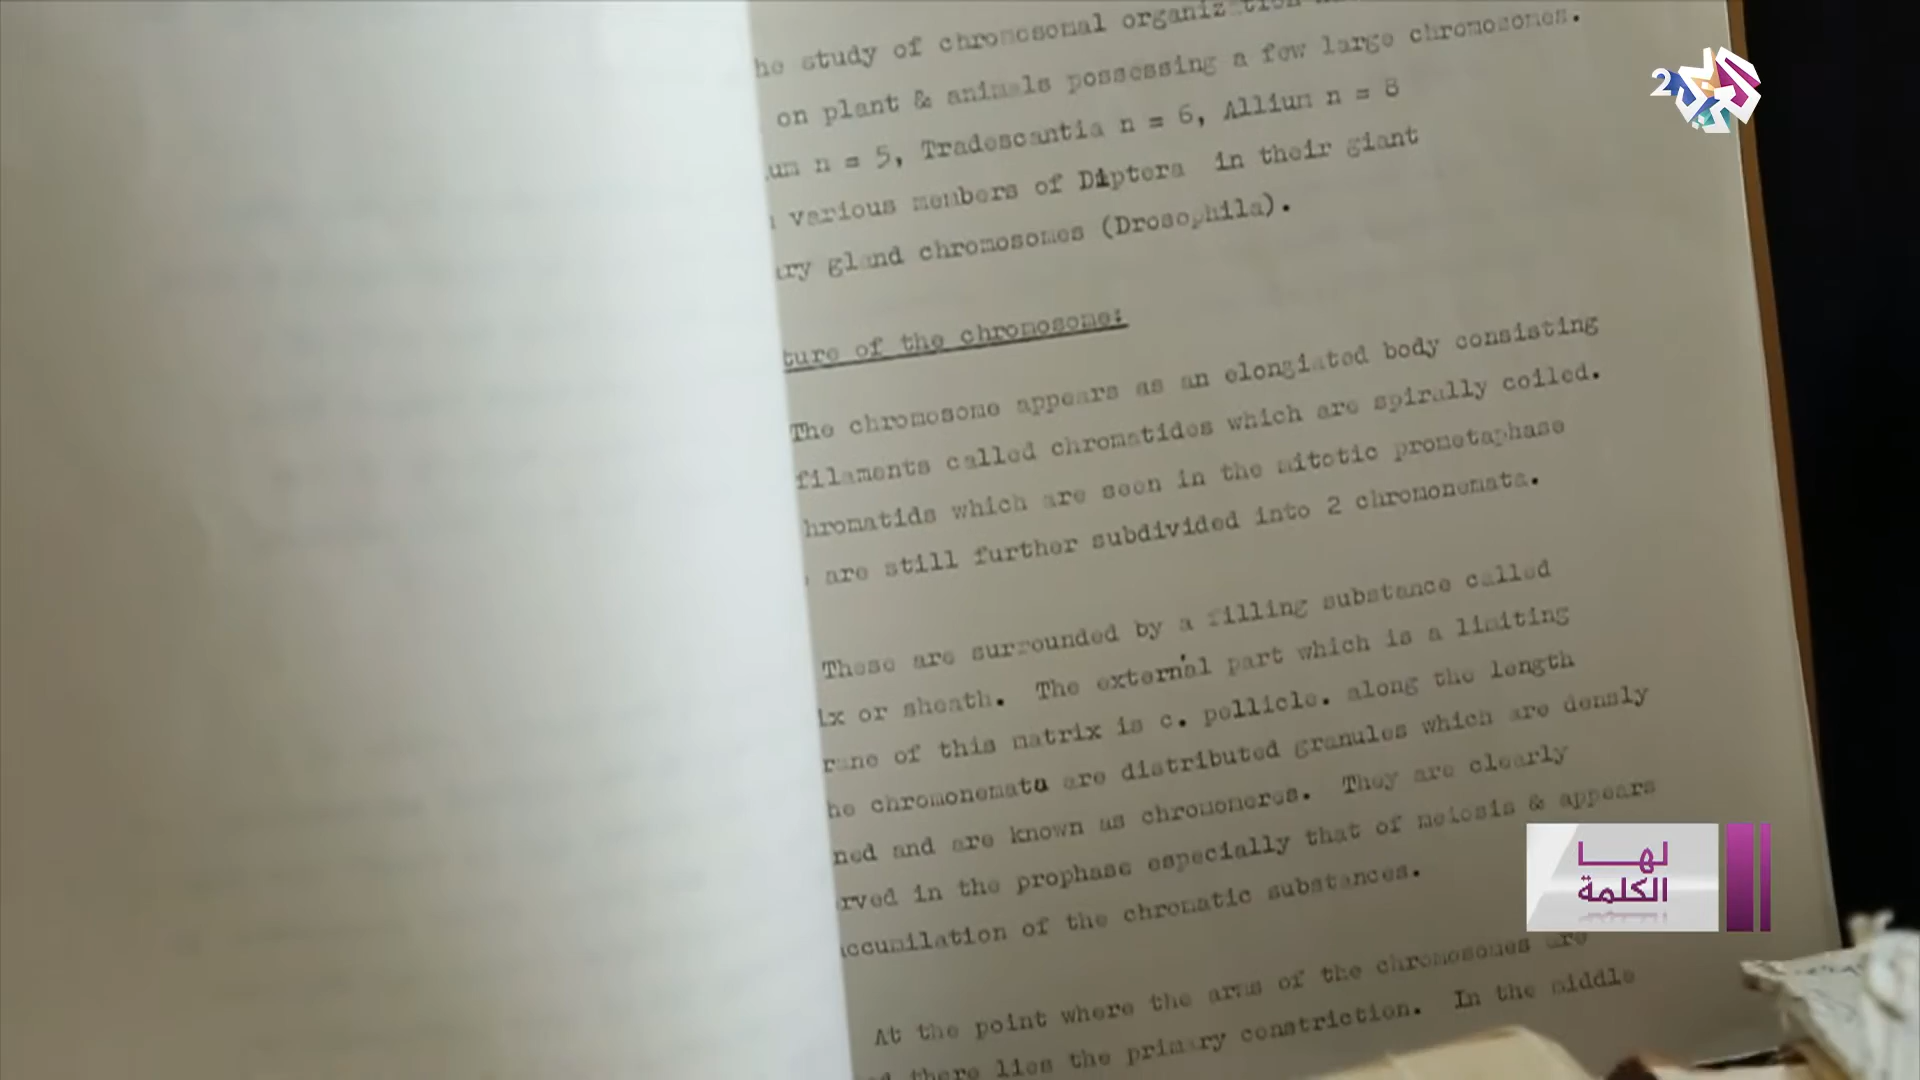 he study of chromosomal organization
on plant & animals possessing a few large chromosomes.
um n = 5, Tradescantia n = 6, Allium n = 8
various members of Diptera in their giant
ry gland chromosomes (Drosophila).
ture of the chromosome:
The chromosome appears as an elongiated body consisting
filaments called chromatides which are spirally coiled.
hromatids which are seen in the mitotic prometaphase
are still further subdivided into 2 chromonemata.
These are surrounded by a filling substance called
ix or sheath. The external part which is a limiting
rane of this matrix is c. pellicle. along the length
he chromonemata are distributed granules which are densly
ned and are known as chromomeres. They are clearly
rved in the prophase especially that of meiosis & appears
accumilation of the chromatic substances.
At the point where the arms of the chromosomes are
d there lies the primary constriction. In the middle
2
العربي
لها
الكلمة